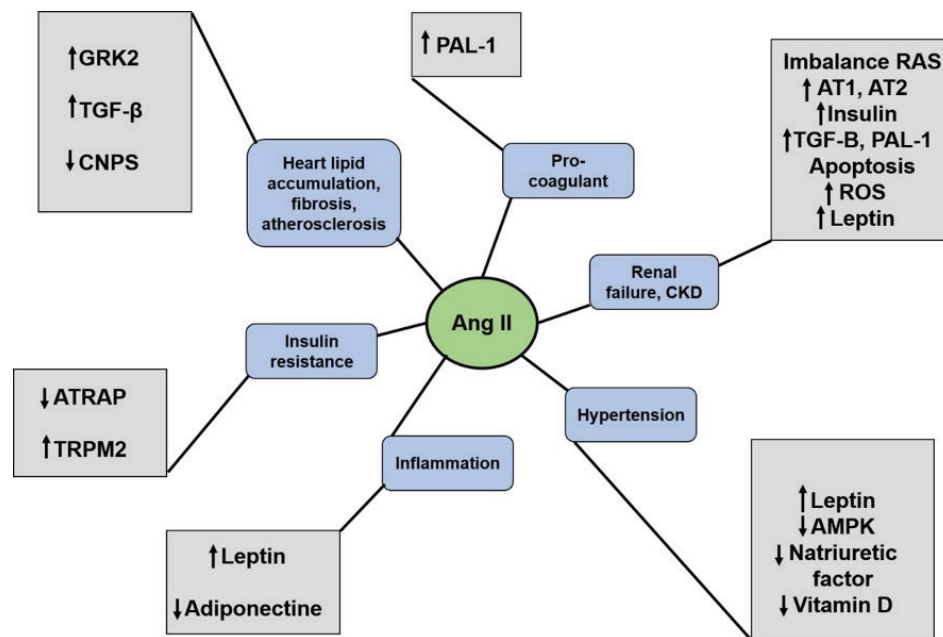 ↑GRK2
↑TGF-β
↓CNPS
Heart lipid
accumulation,
fibrosis,
atherosclerosis
↑ PAL-1
Pro-
coagulant
Imbalance RAS
↑ AT1, AT2
↑Insulin
↑TGF-B, PAL-1
Apoptosis
↑ ROS
↑ Leptin
Renal
failure, CKD
Ang II
Insulin
resistance
↓ATRAP
↑TRPM2
Inflammation
↑Leptin
↓Adiponectine
Hypertension
↑Leptin
↓AMPK
↓ Natriuretic
factor
↓Vitamin D